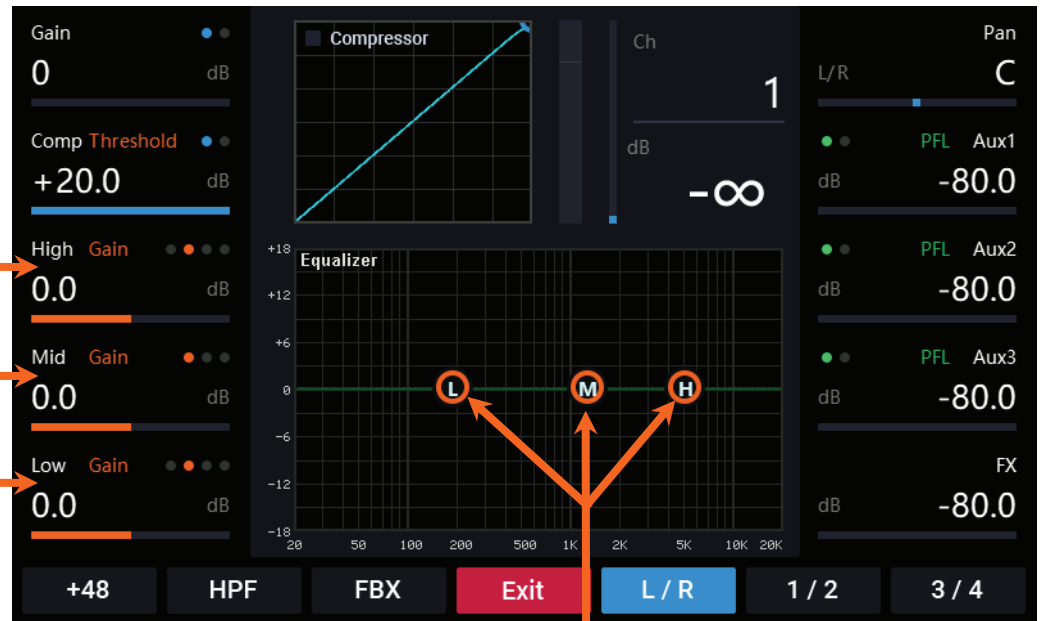 Gain
0 dB
Comp Threshold
+20.0 dB
High Gain
0.0 dB
Mid Gain
0.0 dB
Low Gain
0.0 dB
Compressor
Ch
1
dB
-∞
Equalizer
+18
+12
+6
0
-6
-12
-18
20 50 100 200 500 1K 2K 5K 10K 20K
L M H
Pan
L/R C
PFL Aux1
dB -80.0
PFL Aux2
dB -80.0
PFL Aux3
dB -80.0
FX
dB -80.0
+48 HPF FBX Exit L / R 1 / 2 3 / 4